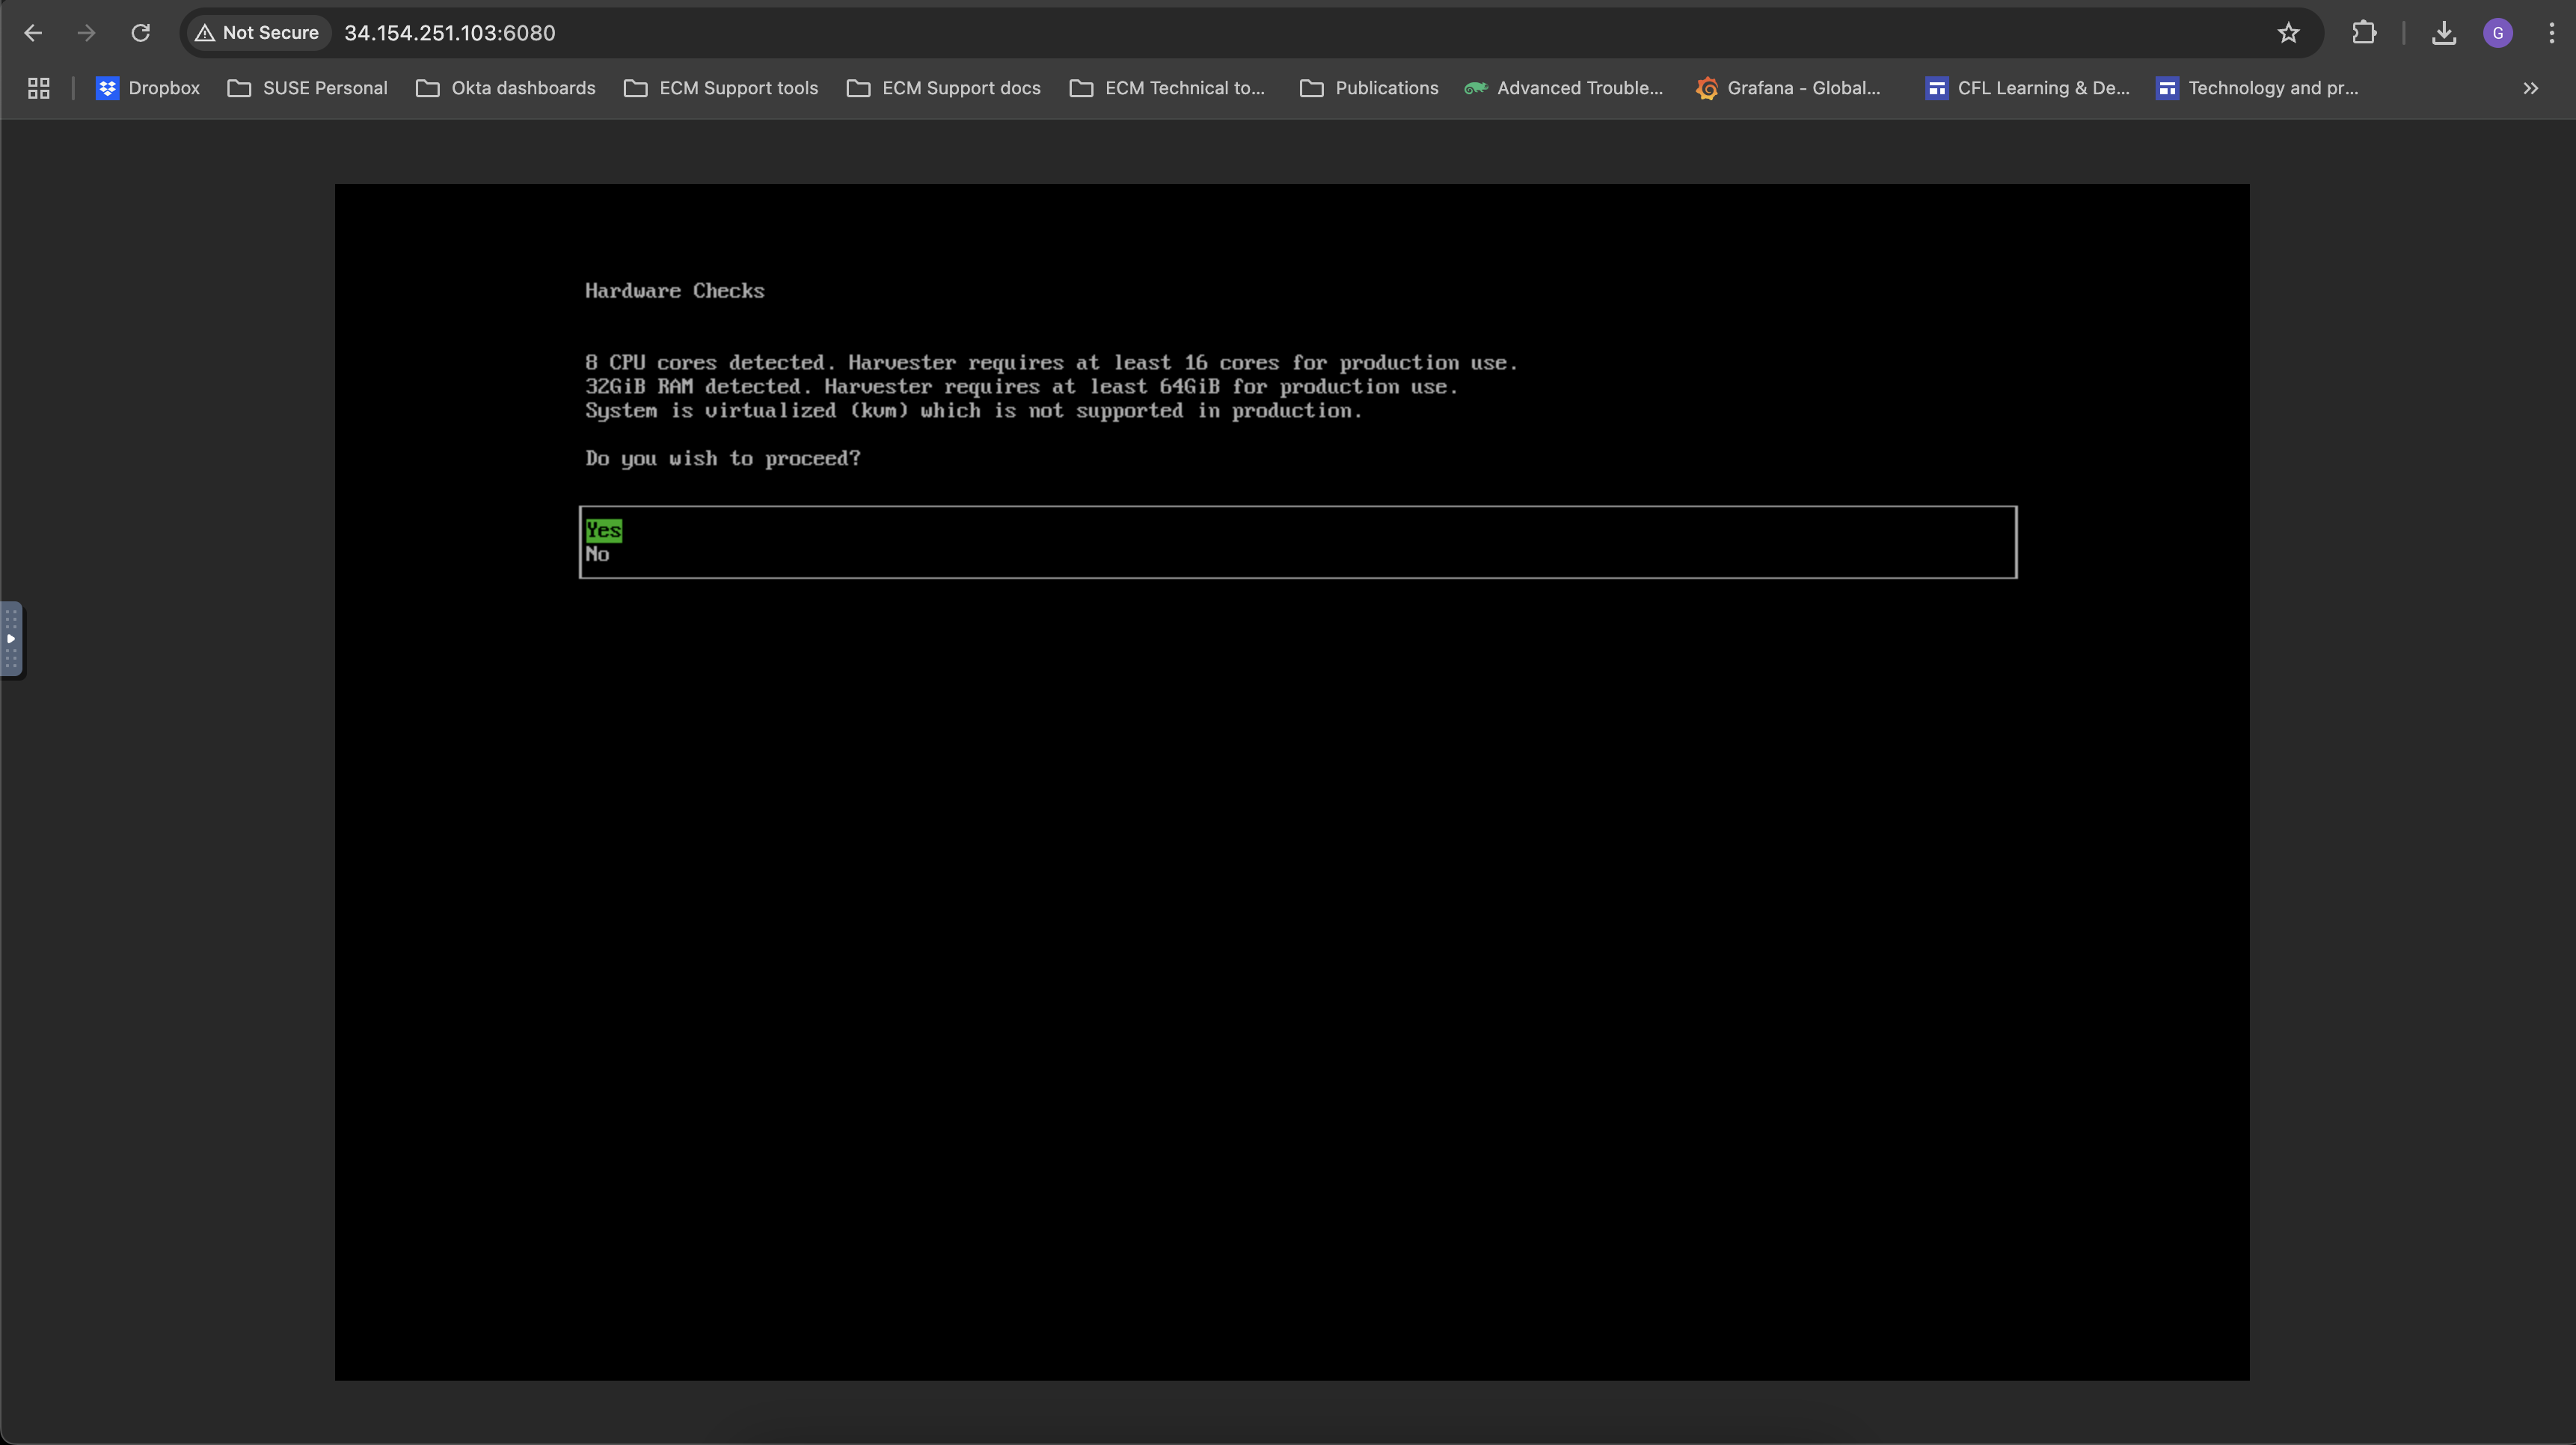 Not Secure
34.154.251.103:6080
G
Dropbox
SUSE Personal
Okta dashboards
ECM Support tools
ECM Support docs
ECM Technical to...
Publications
Advanced Trouble...
Grafana - Global...
CFL Learning & De...
Technology and pr...
Hardware Checks
8 CPU cores detected. Harvester requires at least 16 cores for production use.
32GiB RAM detected. Harvester requires at least 64GiB for production use.
System is virtualized (kvm) which is not supported in production.
Do you wish to proceed?
Yes
No